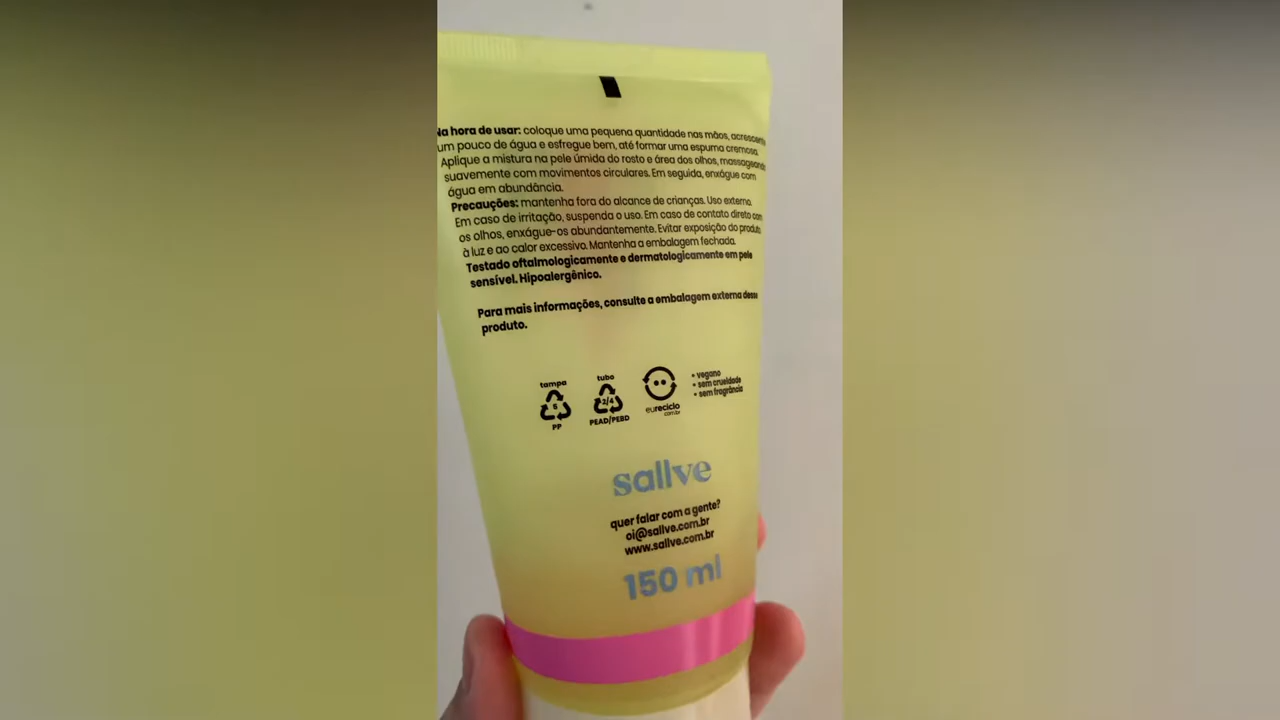 Na hora de usar: coloque uma pequena quantidade nas mãos, acrescente
um pouco de água e esfregue bem, até formar uma espuma cremosa.
Aplique a mistura na pele úmida do rosto e área dos olhos, massageando
suavemente com movimentos circulares. Em seguida, enxágue com
água em abundância.
Precauções: mantenha fora do alcance de crianças. Uso externo.
Em caso de irritação, suspenda o uso. Em caso de contato direto com
os olhos, enxágue-os abundantemente. Evitar exposição do produto
à luz e ao calor excessivo. Mantenha a embalagem fechada.
Testado oftalmologicamente e dermatologicamente em pele
sensível. Hipoalergênico.
Para mais informações, consulte a embalagem externa desse
produto.
tampa
5
PP
tubo
2/4
PEAD/PEBD
eureciclo
com.br
• vegano
• sem crueldade
• sem fragrância
sallve
quer falar com a gente?
oi@sallve.com.br
www.sallve.com.br
150 ml